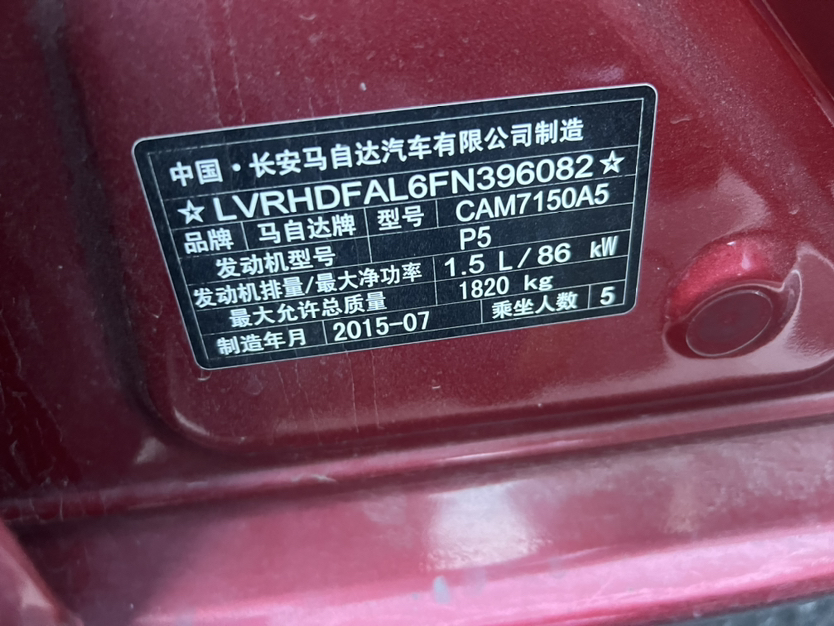 中国·长安马自达汽车有限公司制造
☆LVRHDFAL6FN396082☆
品牌 马自达牌 型号 CAM7150A5
发动机型号 P5
发动机排量/最大净功率 1.5 L/86 kW
最大允许总质量 1820 kg
制造年月 2015-07 乘坐人数 5